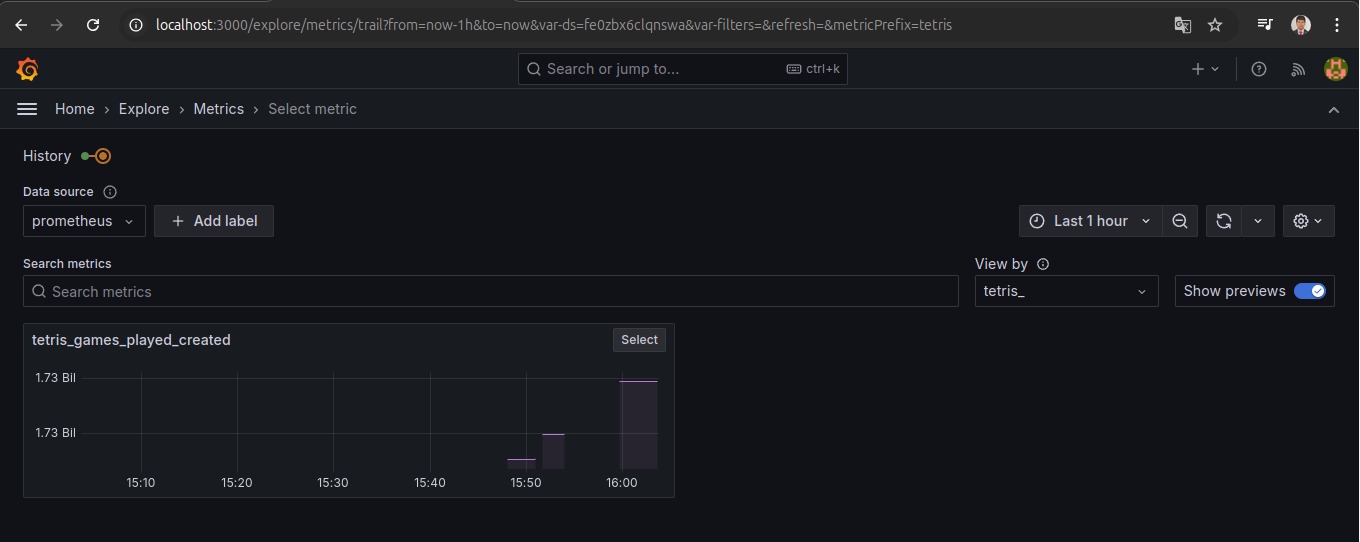 localhost:3000/explore/metrics/trail?from=now-1h&to=now&var-ds=fe0zbx6clqnswa&var-filters=&refresh=&metricPrefix=tetris
Search or jump to... ctrl+k
Home > Explore > Metrics > Select metric
History
Data source
prometheus
+ Add label
Last 1 hour
Search metrics
View by
Search metrics
tetris_
Show previews
tetris_games_played_created
Select
1.73 Bil
1.73 Bil
15:10 15:20 15:30 15:40 15:50 16:00